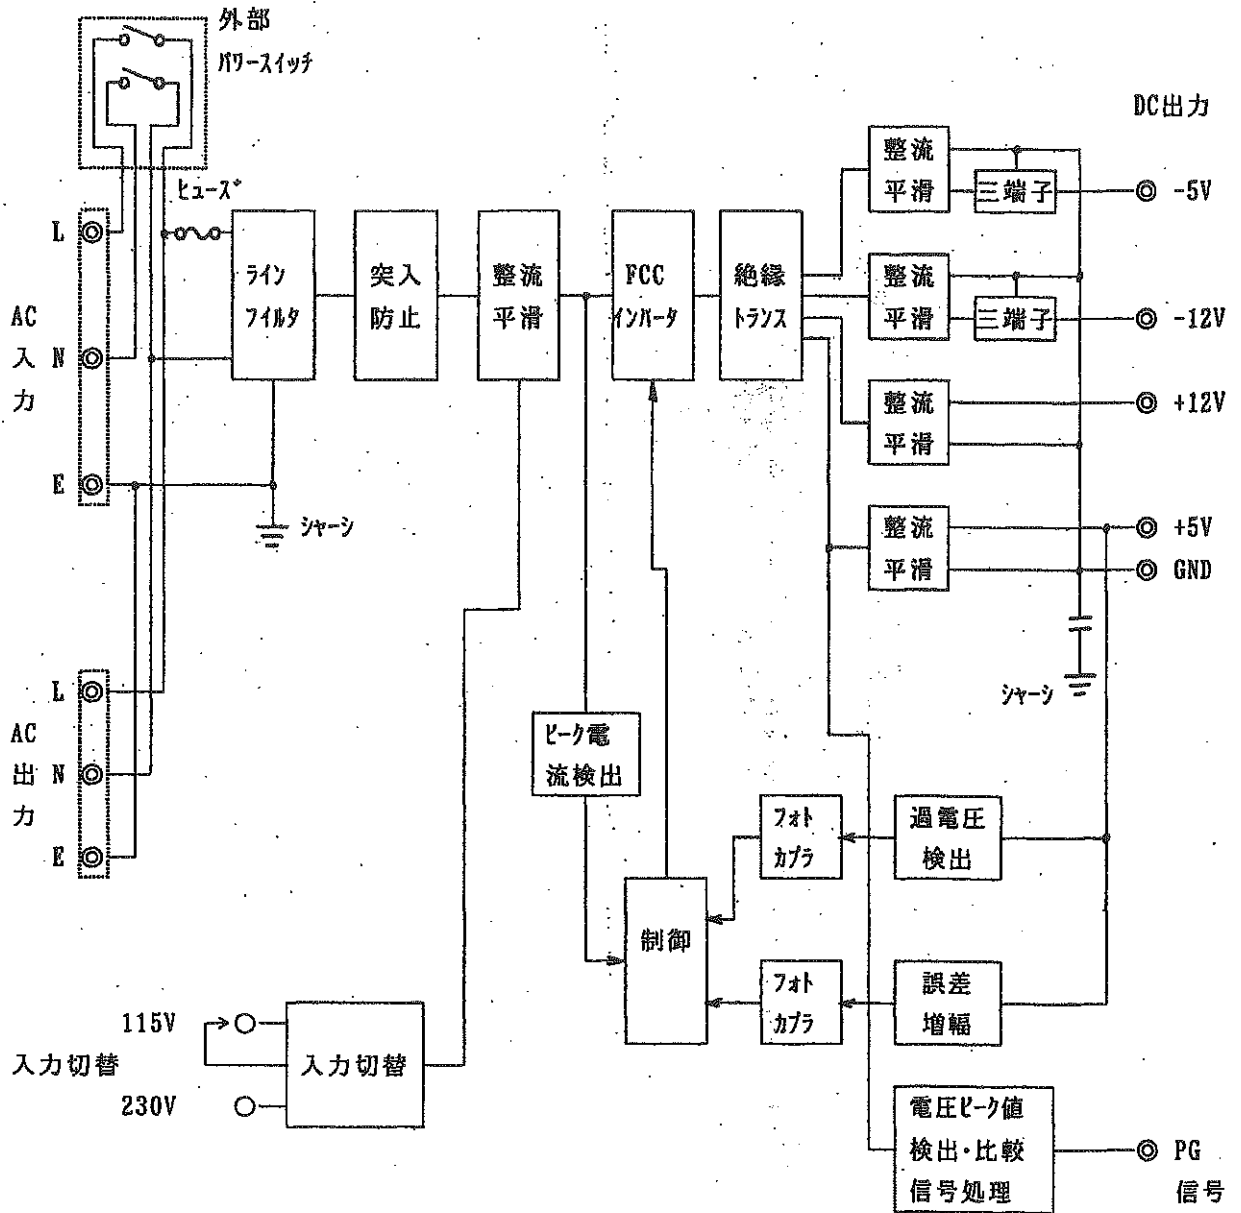 外部
パワースイッチ
DC出力
ヒューズ
整流
平滑
三端子
-5V
L
ライン
フイルタ
突入
防止
整流
平滑
FCC
インバータ
絶縁
トランス
整流
平滑
三端子
-12V
AC
入
力
N
整流
平滑
+12V
E
シャーシ
整流
平滑
+5V
GND
シャーシ
L
AC
出
力
N
E
ピーク電
流検出
フォト
カプラ
過電圧
検出
制御
フォト
カプラ
誤差
増幅
115V
入力切替
230V
入力切替
電圧ピーク値
検出・比較
信号処理
PG
信号